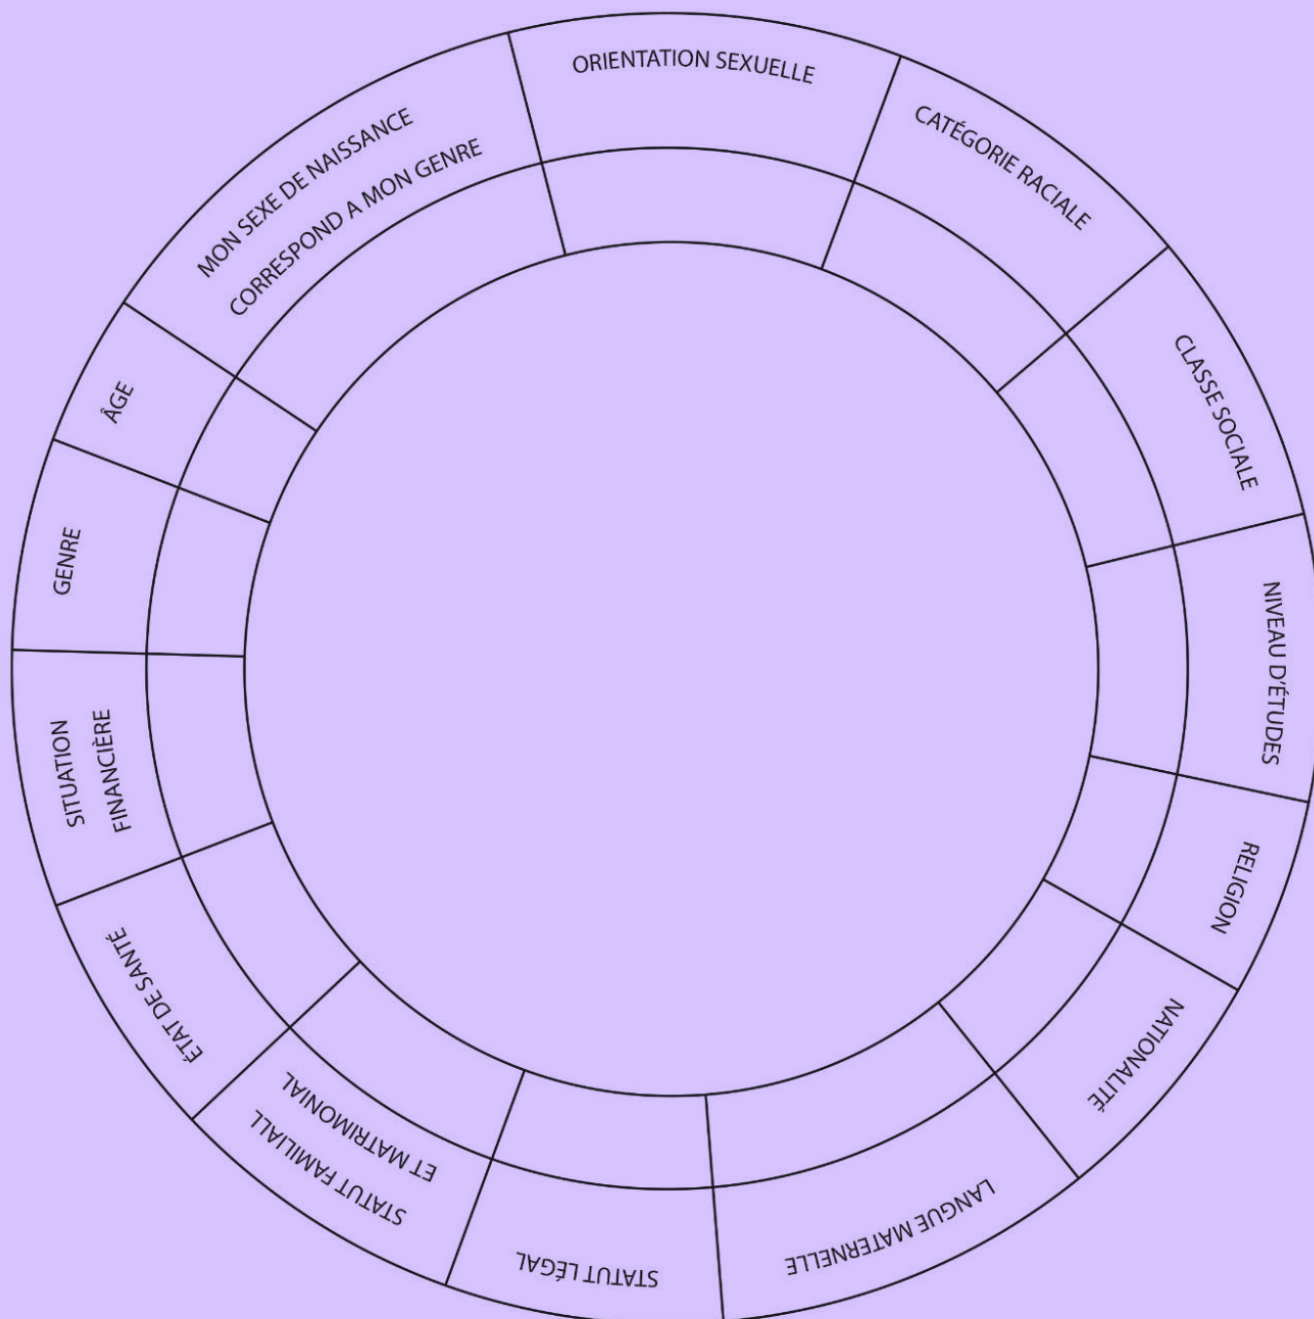 ORIENTATION SEXUELLE
CATÉGORIE RACIALE
CLASSE SOCIALE
NIVEAU D'ÉTUDES
RELIGION
NATIONALITÉ
LANGUE MATERNELLE
STATUT LÉGAL
STATUT FAMILIALL
ET MATRIMONIAL
ÉTAT DE SANTÉ
SITUATION
FINANCIÈRE
GENRE
ÂGE
MON SEXE DE NAISSANCE
CORRESPOND A MON GENRE